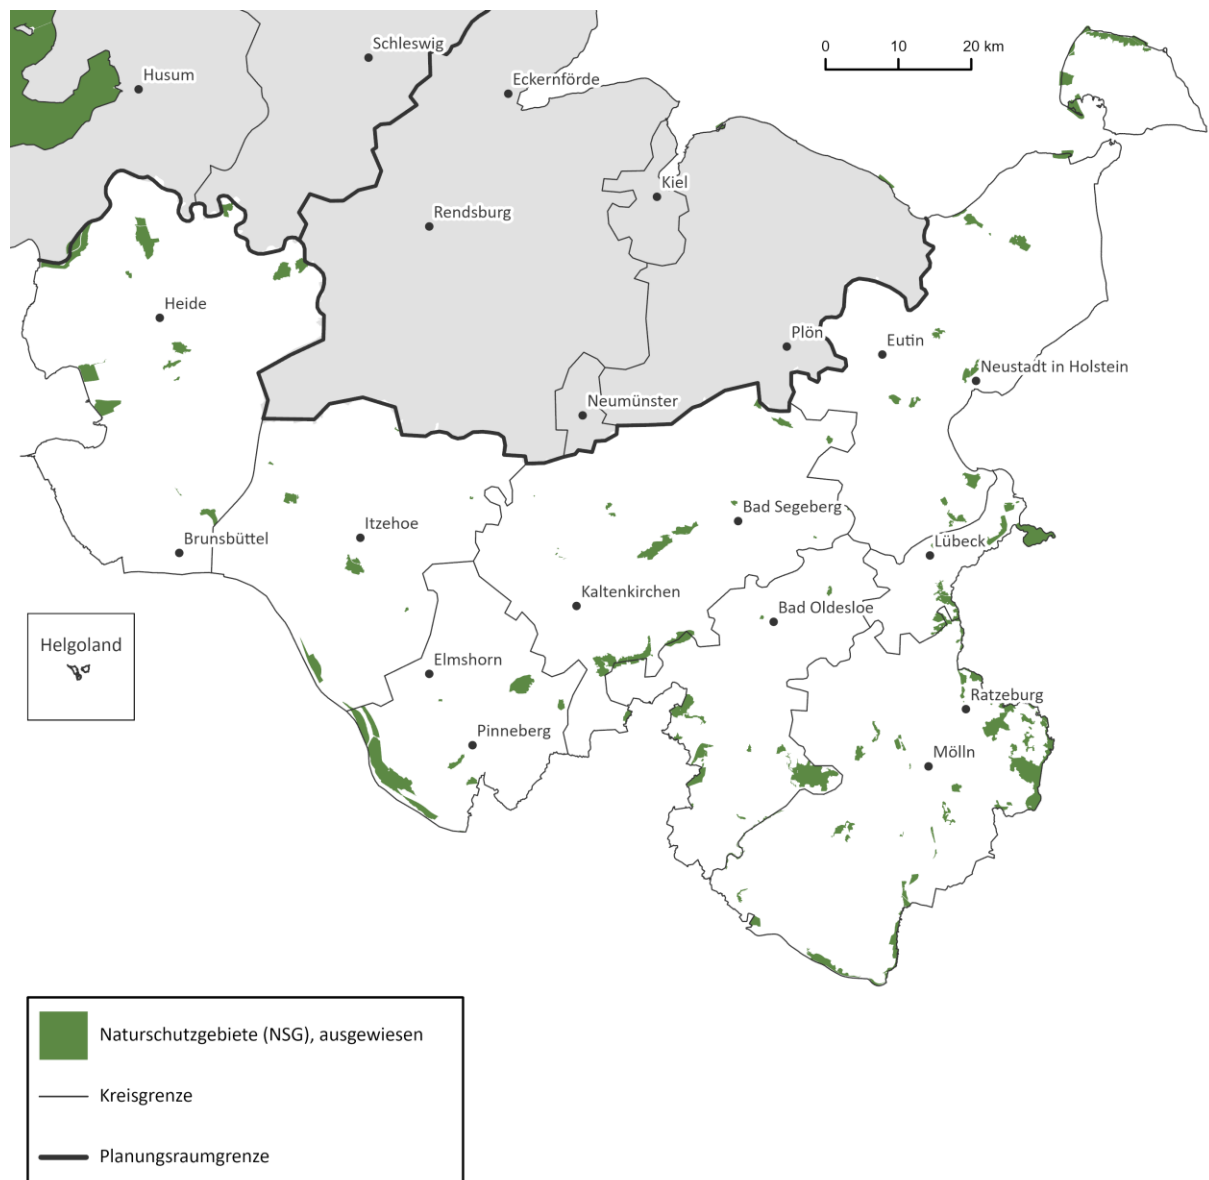 Schleswig
0 10 20 km
Husum
Eckernförde
Kiel
Rendsburg
Heide
Plön
Eutin
Neustadt in Holstein
Neumünster
Bad Segeberg
Itzehoe
Brunsbüttel
Lübeck
Kaltenkirchen
Bad Oldesloe
Helgoland
Elmshorn
Ratzeburg
Pinneberg
Mölln
Naturschutzgebiete (NSG), ausgewiesen
Kreisgrenze
Planungsraumgrenze